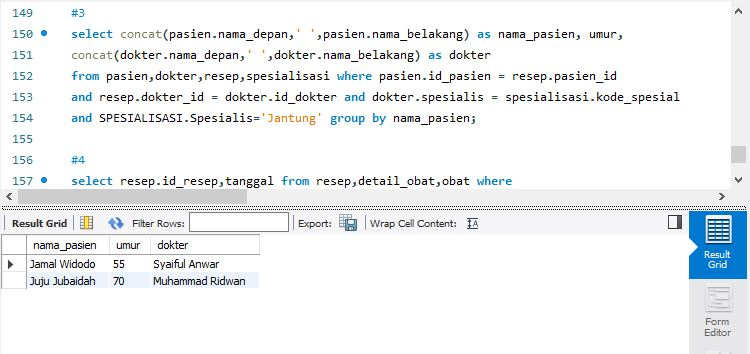 149 #3
150 select concat(pasien.nama_depan,' ',pasien.nama_belakang) as nama_pasien, umur,
151 concat(dokter.nama_depan,' ',dokter.nama_belakang) as dokter
152 from pasien,dokter,resep,spesialisasi where pasien.id_pasien = resep.pasien_id
153 and resep.dokter_id = dokter.id_dokter and dokter.spesialis = spesialisasi.kode_spesial
154 and SPESIALISASI.Spesialis='Jantung' group by nama_pasien;
155
156 #4
157 select resep.id_resep,tanggal from resep,detail_obat,obat where
Result Grid Filter Rows: Export: Wrap Cell Content:
nama_pasien umur dokter
Jamal Widodo 55 Syaiful Anwar
Juju Jubaidah 70 Muhammad Ridwan
Result
Grid
Form
Editor